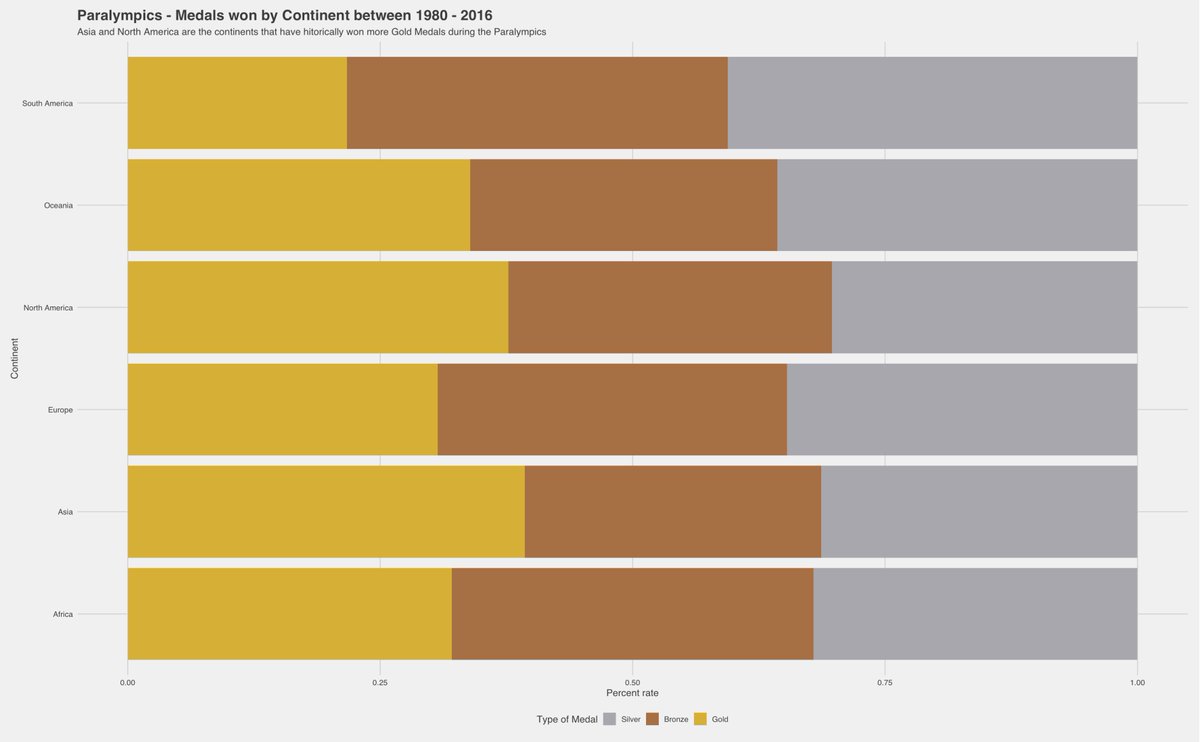 Paralympics - Medals won by Continent between 1980 - 2016
Asia and North America are the continents that have hitorically won more Gold Medals during the Paralympics
South America
Oceania
North America
Continent
Europe
Asia
Africa
0.00 0.25 0.50 0.75 1.00
Percent rate
Type of Medal Silver Bronze Gold